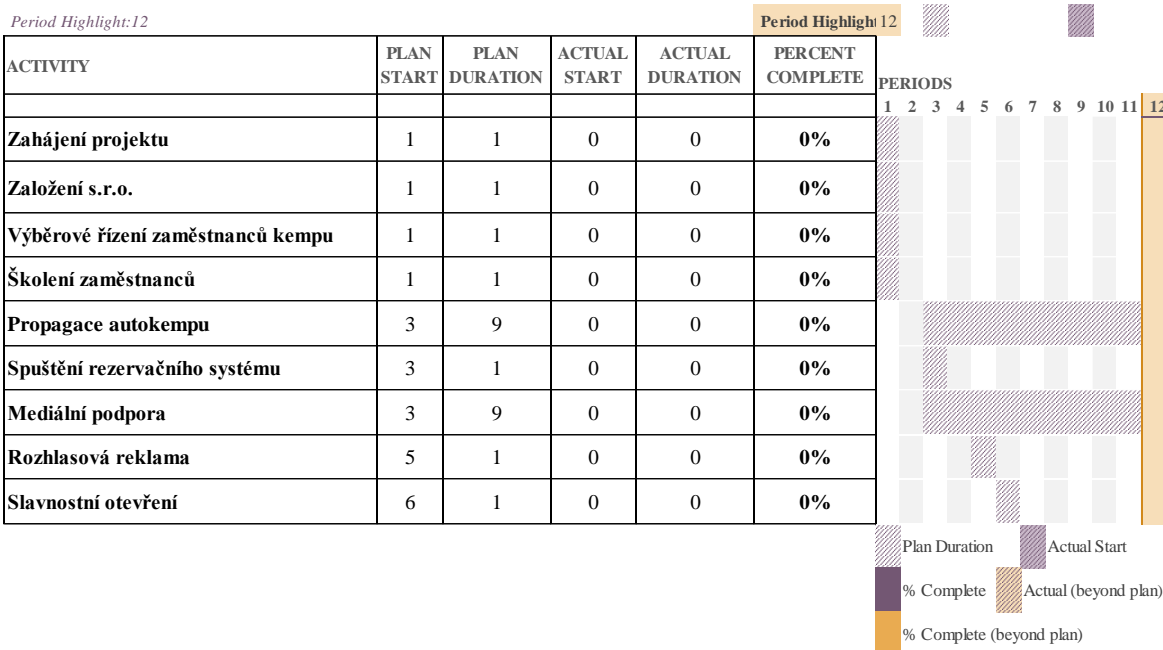 Period Highlight:12 Period Highligh 12
ACTIVITY PLAN START PLAN DURATION ACTUAL START ACTUAL DURATION PERCENT COMPLETE PERIODS
1 2 3 4 5 6 7 8 9 10 11 12
Zahájení projektu 1 1 0 0 0%
Založení s.r.o. 1 1 0 0 0%
Výběrové řízení zaměstnanců kempu 1 1 0 0 0%
Školení zaměstnanců 1 1 0 0 0%
Propagace autokempu 3 9 0 0 0%
Spuštění rezervačního systému 3 1 0 0 0%
Mediální podpora 3 9 0 0 0%
Rozhlasová reklama 5 1 0 0 0%
Slavnostní otevření 6 1 0 0 0%
Plan Duration Actual Start
% Complete Actual (beyond plan)
% Complete (beyond plan)